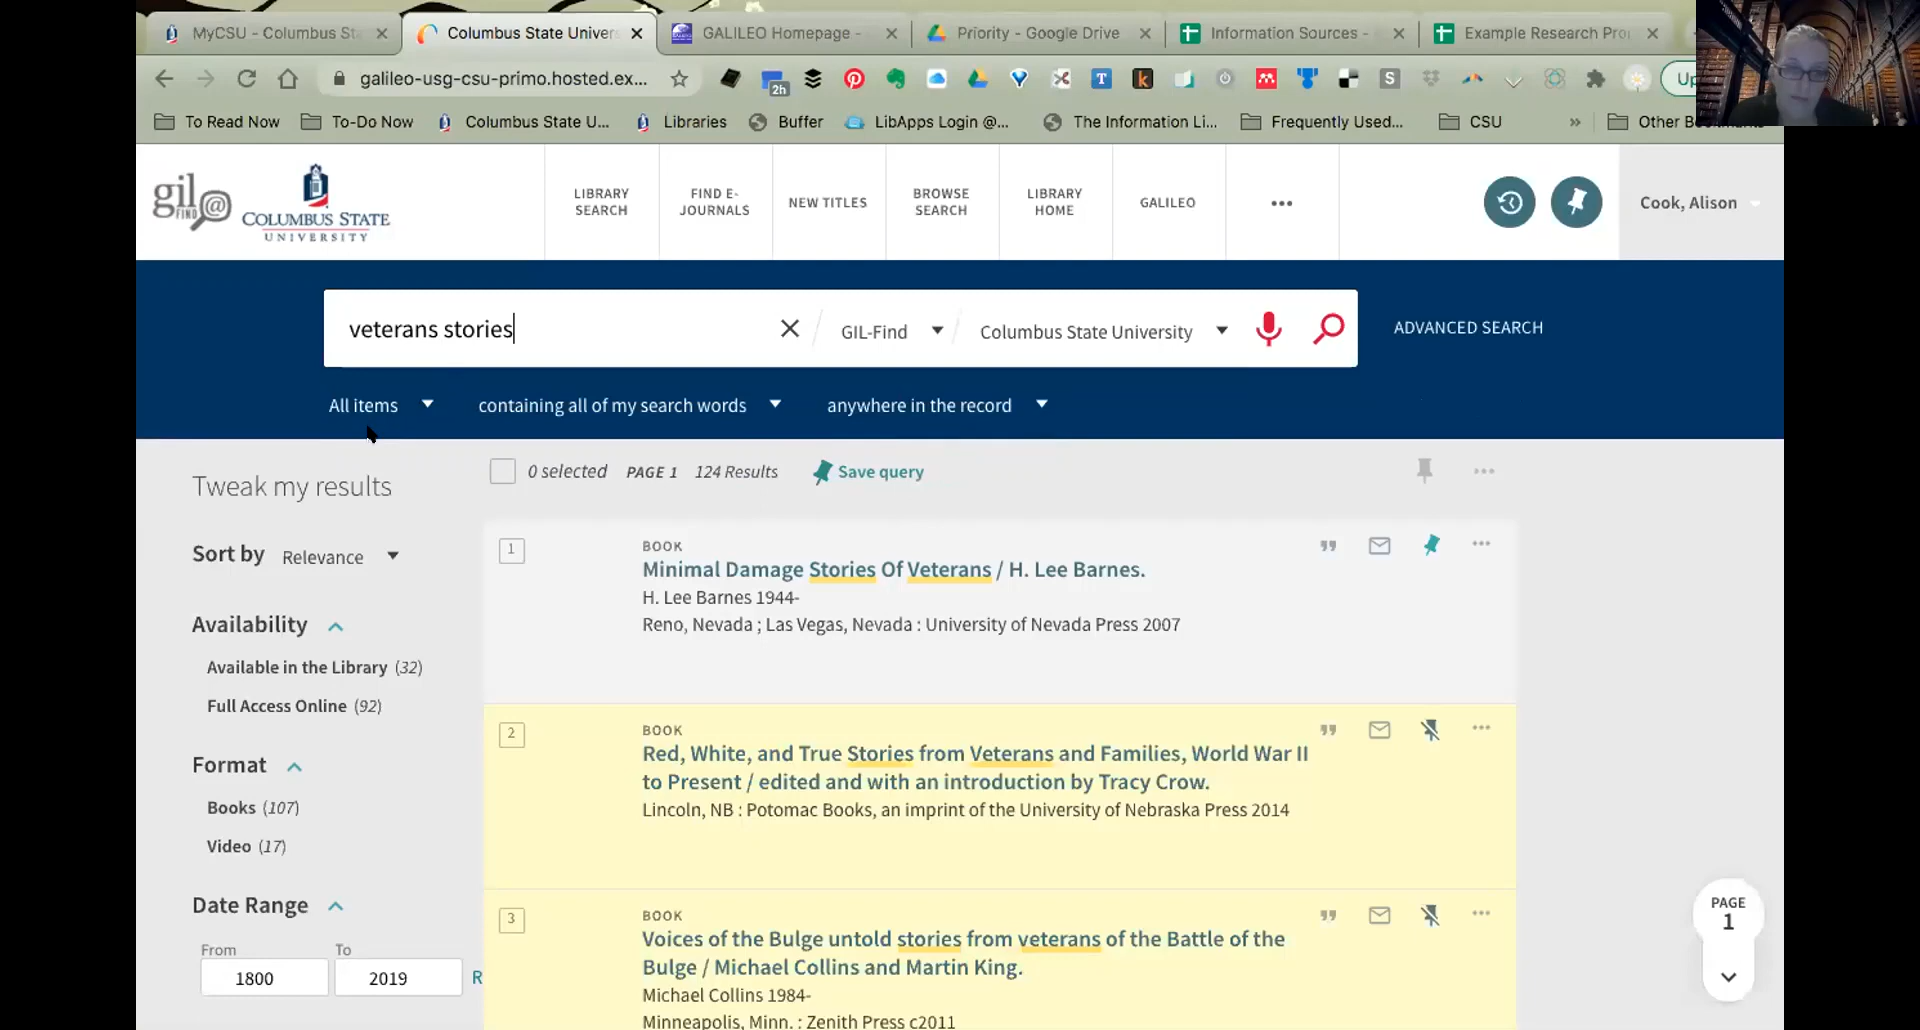 MyCSU - Columbus Sta
Columbus State Univer
GALILEO Homepage -
Priority - Google Drive
Information Sources -
Example Research Pro
galileo-usg-csu-primo.hosted.ex...
2h
T
k
S
Up
To Read Now
To-Do Now
Columbus State U...
Libraries
Buffer
LibApps Login @...
The Information Li...
Frequently Used...
CSU
»
Other Bookmarks
gil
FIND
@
COLUMBUS STATE
UNIVERSITY
LIBRARY
SEARCH
FIND E-
JOURNALS
NEW TITLES
BROWSE
SEARCH
LIBRARY
HOME
GALILEO
...
Cook, Alison
veterans stories
GIL-Find
Columbus State University
ADVANCED SEARCH
All items
containing all of my search words
anywhere in the record
Tweak my results
0 selected PAGE 1 124 Results
Save query
Sort by Relevance
Availability
Available in the Library (32)
Full Access Online (92)
Format
Books (107)
Video (17)
Date Range
From
To
1800
2019
R
1
BOOK
Minimal Damage Stories Of Veterans / H. Lee Barnes.
H. Lee Barnes 1944-
Reno, Nevada ; Las Vegas, Nevada : University of Nevada Press 2007
2
BOOK
Red, White, and True Stories from Veterans and Families, World War II
to Present / edited and with an introduction by Tracy Crow.
Lincoln, NB : Potomac Books, an imprint of the University of Nebraska Press 2014
3
BOOK
Voices of the Bulge untold stories from veterans of the Battle of the
Bulge / Michael Collins and Martin King.
Michael Collins 1984-
Minneapolis, Minn. : Zenith Press c2011
PAGE
1